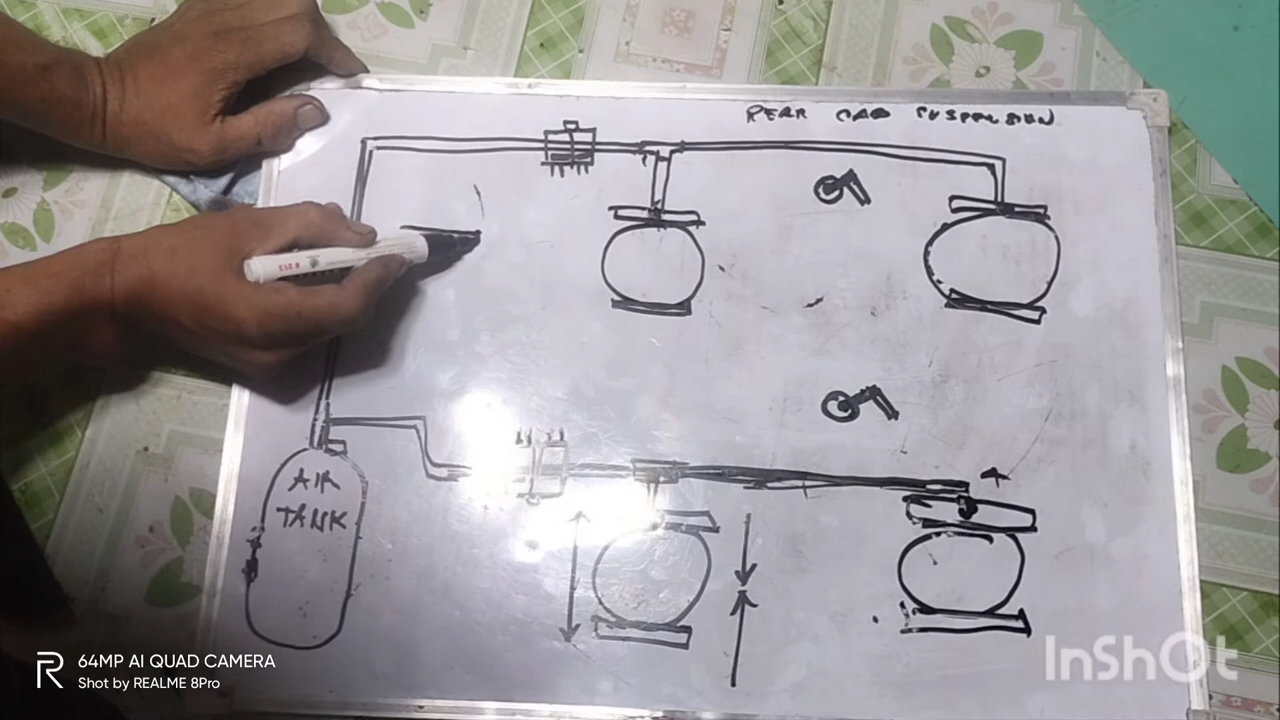 REAR CAB SUSPENSION
AIR
TANK
64MP AI QUAD CAMERA
Shot by REALME 8Pro
InShOt